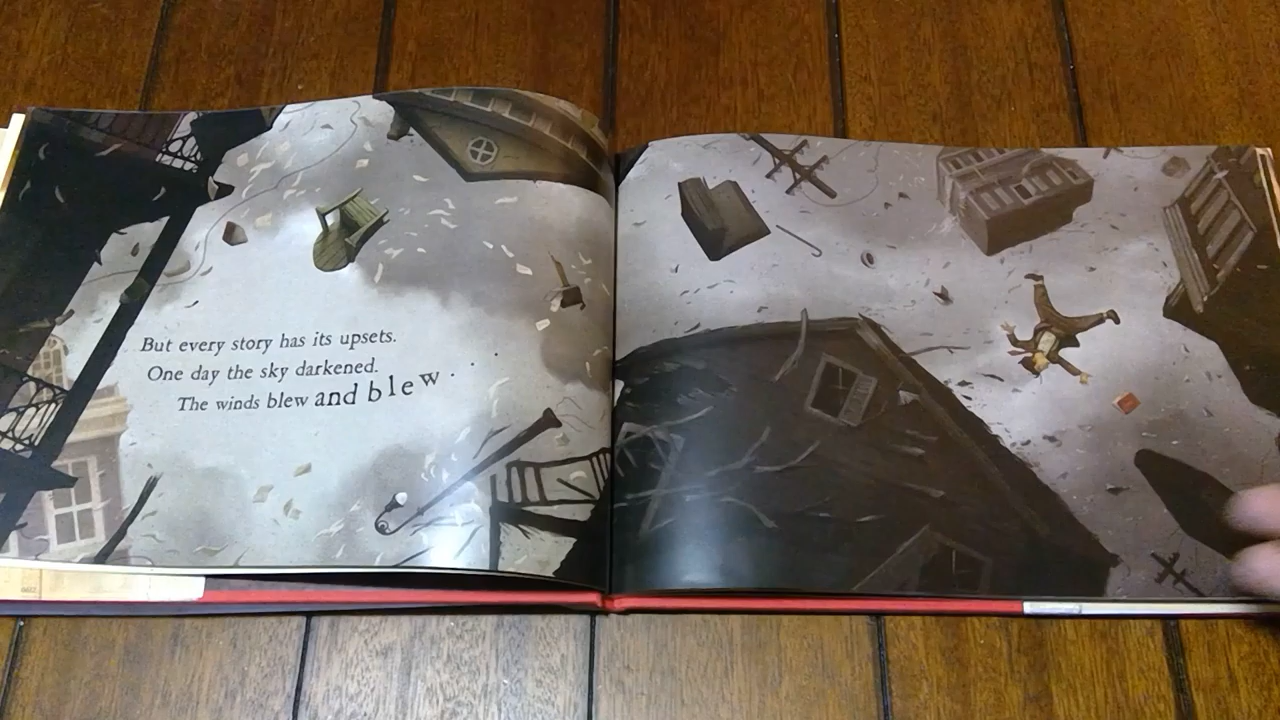 But every story has its upsets.
One day the sky darkened.
The winds blew and blew . . .